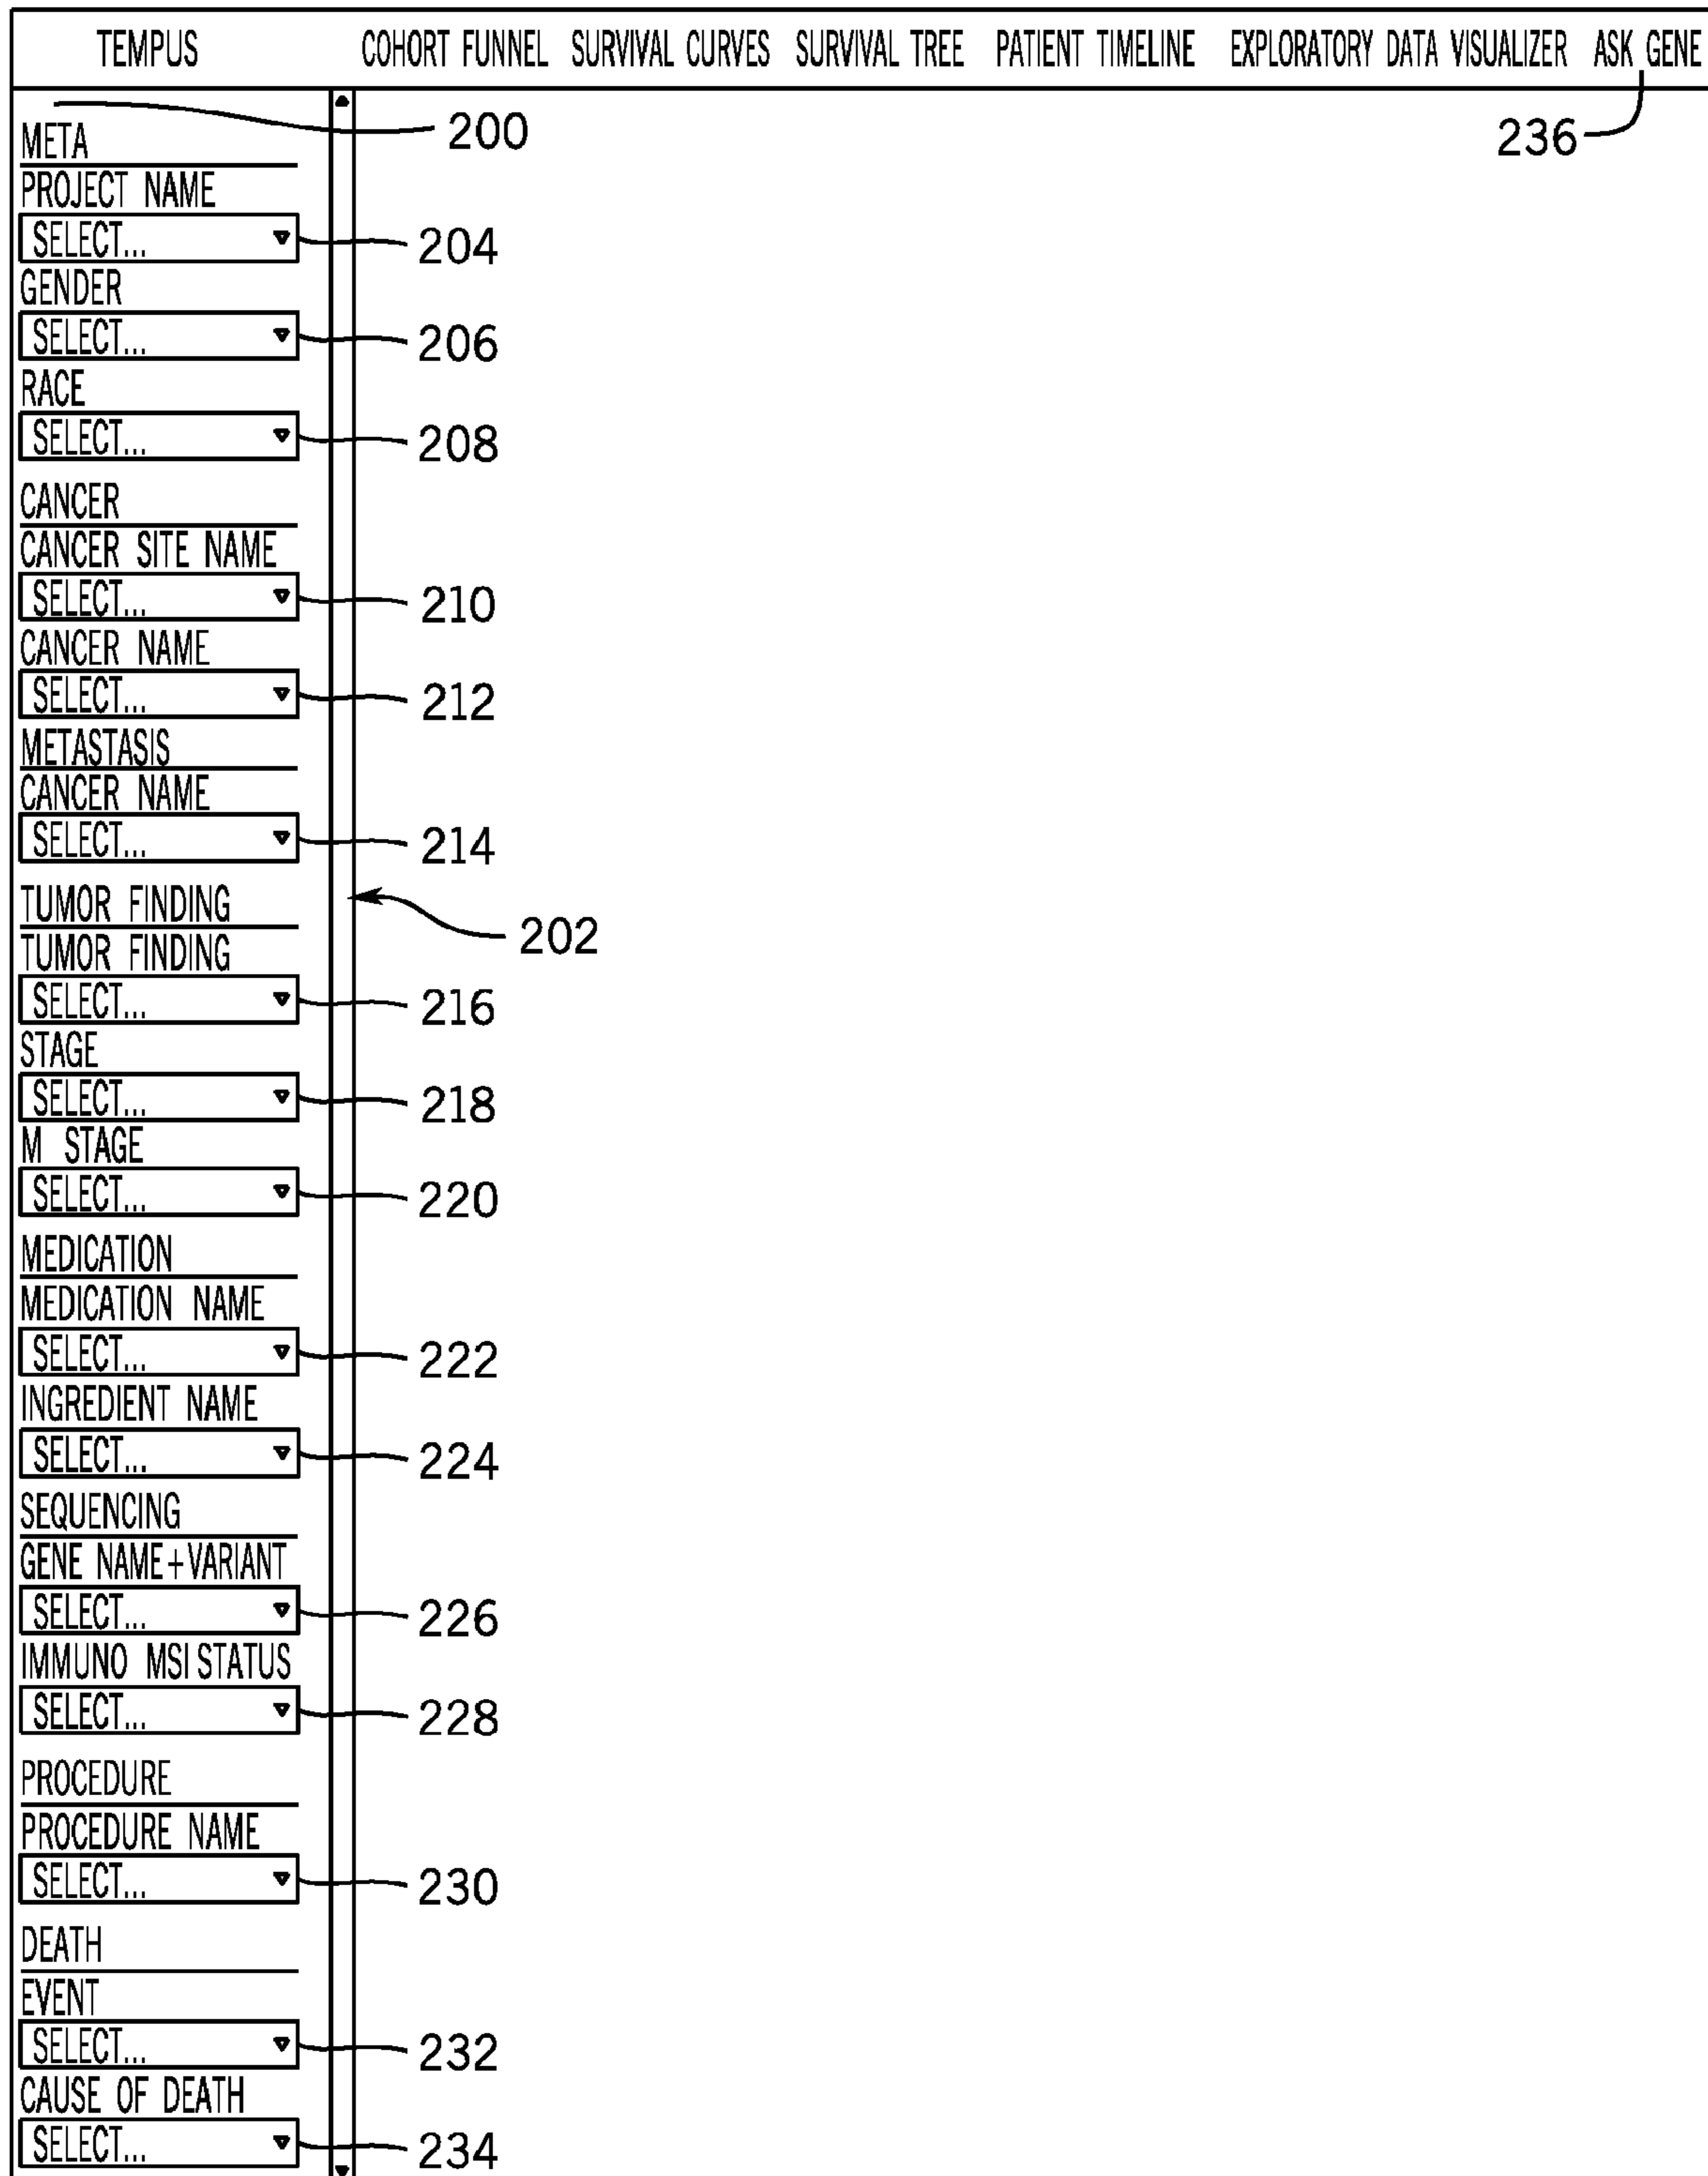 TEMPUS COHORT FUNNEL SURVIVAL CURVES SURVIVAL TREE PATIENT TIMELINE EXPLORATORY DATA VISUALIZER ASK GENE
200
236
META
PROJECT NAME
SELECT... 204
GENDER
SELECT... 206
RACE
SELECT... 208
CANCER
CANCER SITE NAME
SELECT... 210
CANCER NAME
SELECT... 212
METASTASIS
CANCER NAME
SELECT... 214
TUMOR FINDING
202
TUMOR FINDING
SELECT... 216
STAGE
SELECT... 218
M STAGE
SELECT... 220
MEDICATION
MEDICATION NAME
SELECT... 222
INGREDIENT NAME
SELECT... 224
SEQUENCING
GENE NAME+VARIANT
SELECT... 226
IMMUNO MSI STATUS
SELECT... 228
PROCEDURE
PROCEDURE NAME
SELECT... 230
DEATH
EVENT
SELECT... 232
CAUSE OF DEATH
SELECT... 234